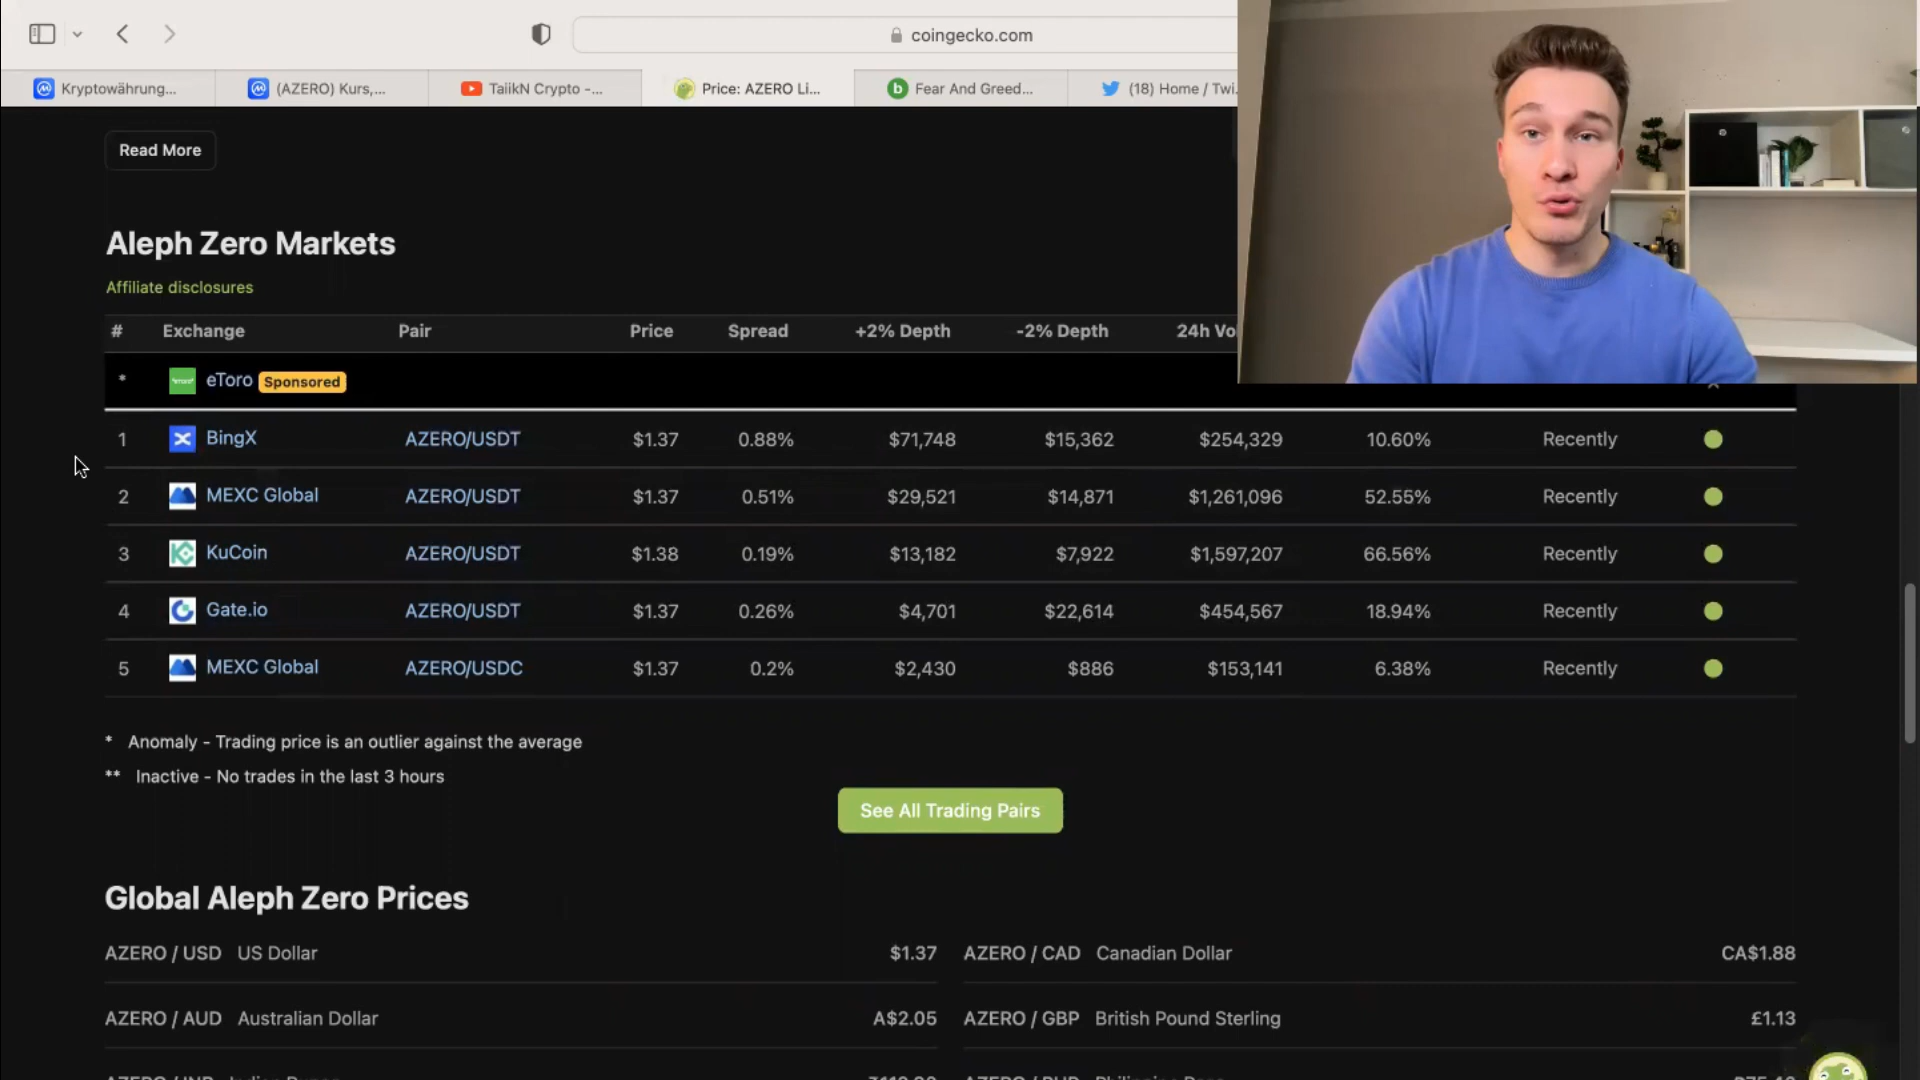 coingecko.com
Kryptowährung...
(AZERO) Kurs,...
TaiikN Crypto -...
Price: AZERO Li...
Fear And Greed...
(18) Home / Twi.
Read More
Aleph Zero Markets
Affiliate disclosures
# Exchange Pair Price Spread +2% Depth -2% Depth 24h Vo
* eToro Sponsored
1 BingX AZERO/USDT $1.37 0.88% $71,748 $15,362 $254,329 10.60% Recently
2 MEXC Global AZERO/USDT $1.37 0.51% $29,521 $14,871 $1,261,096 52.55% Recently
3 KuCoin AZERO/USDT $1.38 0.19% $13,182 $7,922 $1,597,207 66.56% Recently
4 Gate.io AZERO/USDT $1.37 0.26% $4,701 $22,614 $454,567 18.94% Recently
5 MEXC Global AZERO/USDC $1.37 0.2% $2,430 $886 $153,141 6.38% Recently
* Anomaly - Trading price is an outlier against the average
** Inactive - No trades in the last 3 hours
See All Trading Pairs
Global Aleph Zero Prices
AZERO / USD US Dollar $1.37 AZERO / CAD Canadian Dollar CA$1.88
AZERO / AUD Australian Dollar A$2.05 AZERO / GBP British Pound Sterling £1.13